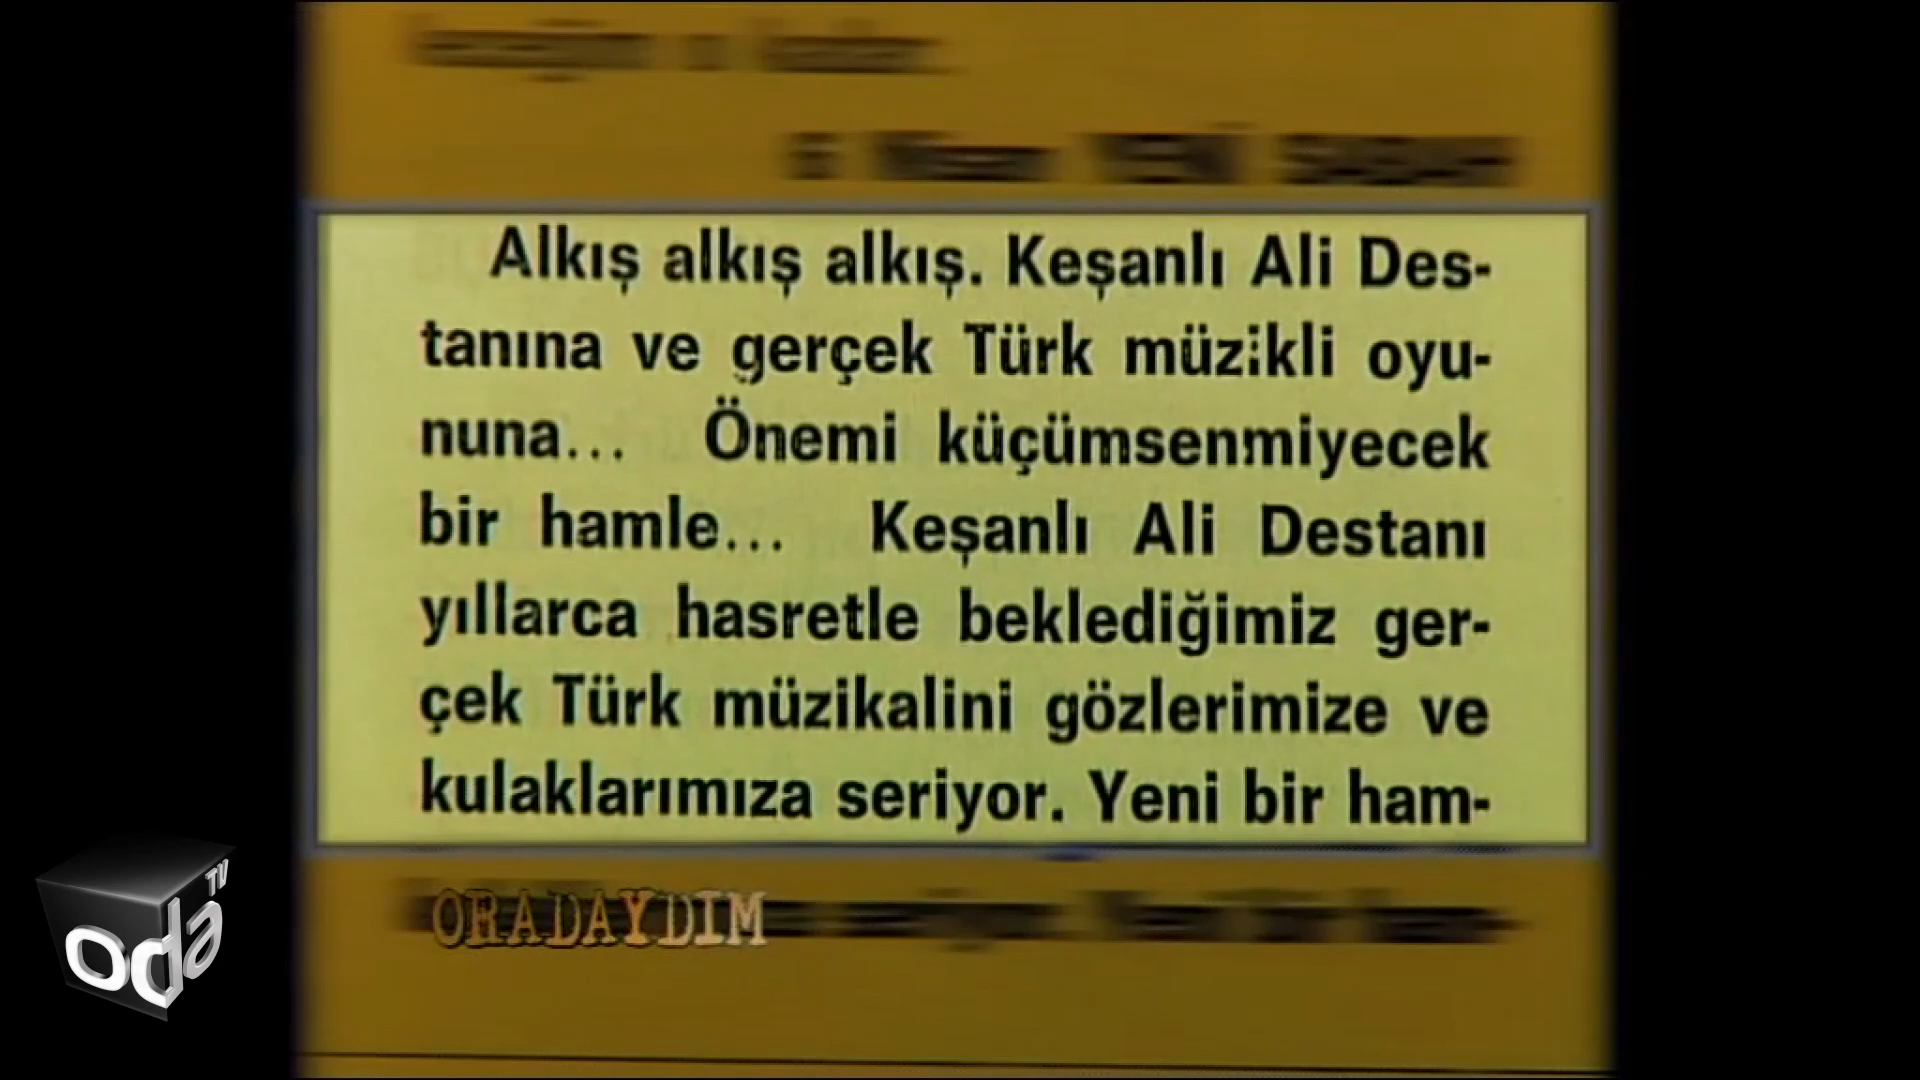 Alkış alkış alkış. Keşanlı Ali Des-
tanına ve gerçek Türk müzikli oyu-
nuna... Önemi küçümsenmiyecek
bir hamle... Keşanlı Ali Destanı
yıllarca hasretle beklediğimiz ger-
çek Türk müzikalini gözlerimize ve
kulaklarımıza seriyor. Yeni bir ham-
ORADAYDIM
oda TV